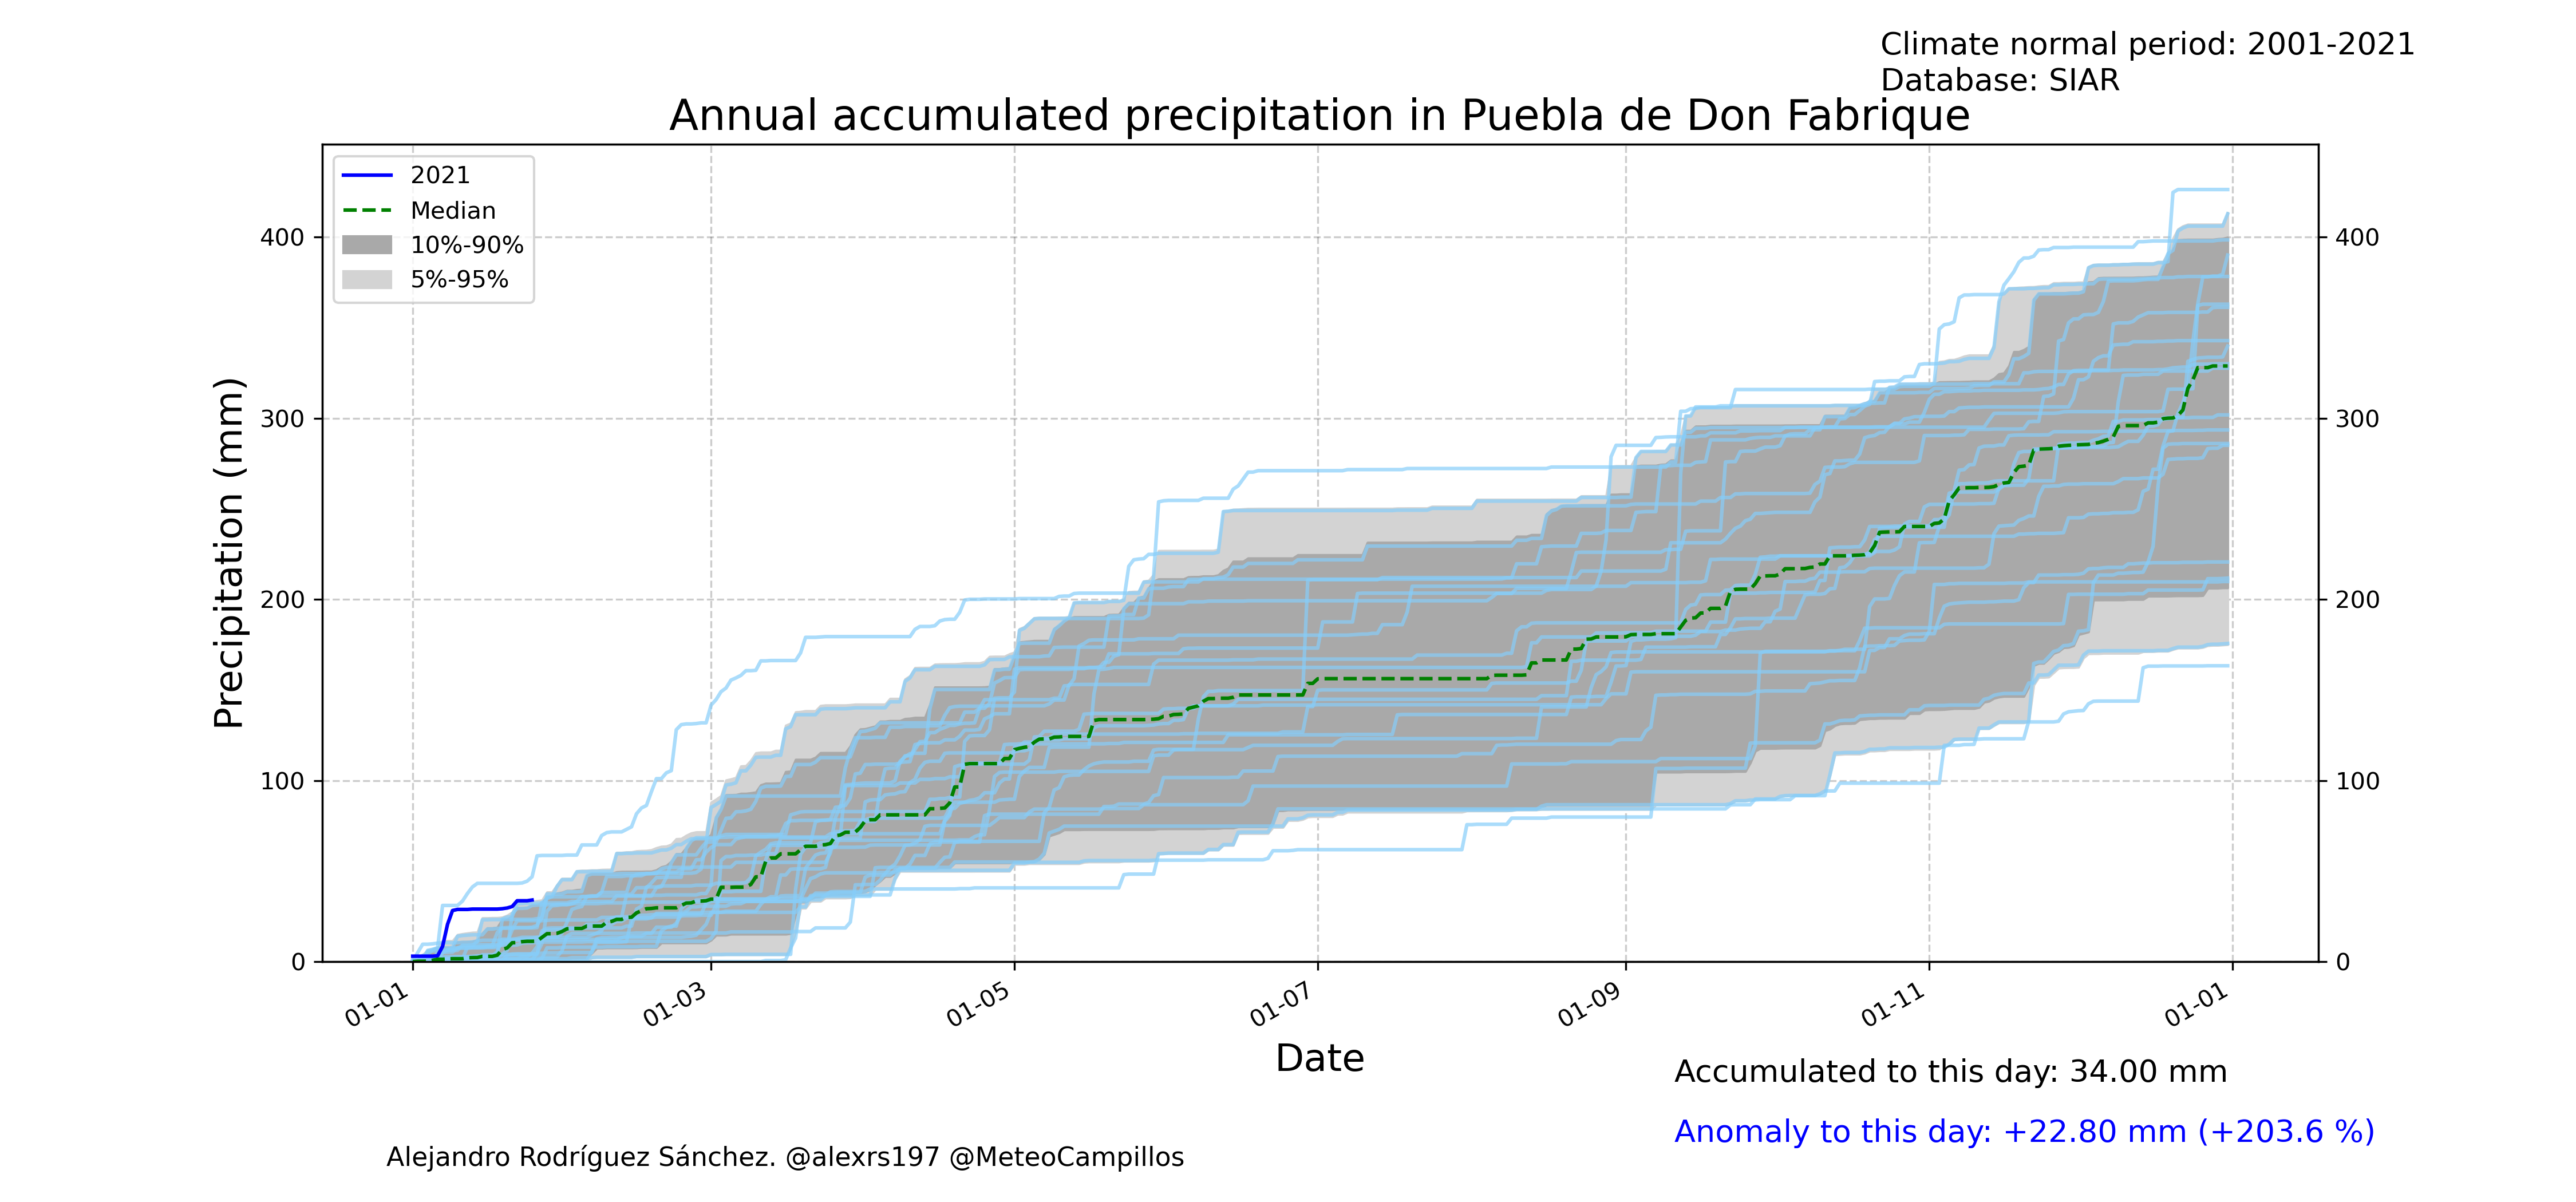 Climate normal period: 2001-2021
Database: SIAR
Annual accumulated precipitation in Puebla de Don Fabrique
2021
Median
10%-90%
5%-95%
Precipitation (mm)
400
300
200
100
0
400
300
200
100
0
01-01
01-03
01-05
01-07
01-09
01-11
01-01
Date
Accumulated to this day: 34.00 mm
Anomaly to this day: +22.80 mm (+203.6 %)
Alejandro Rodríguez Sánchez. @alexrs197 @MeteoCampillos